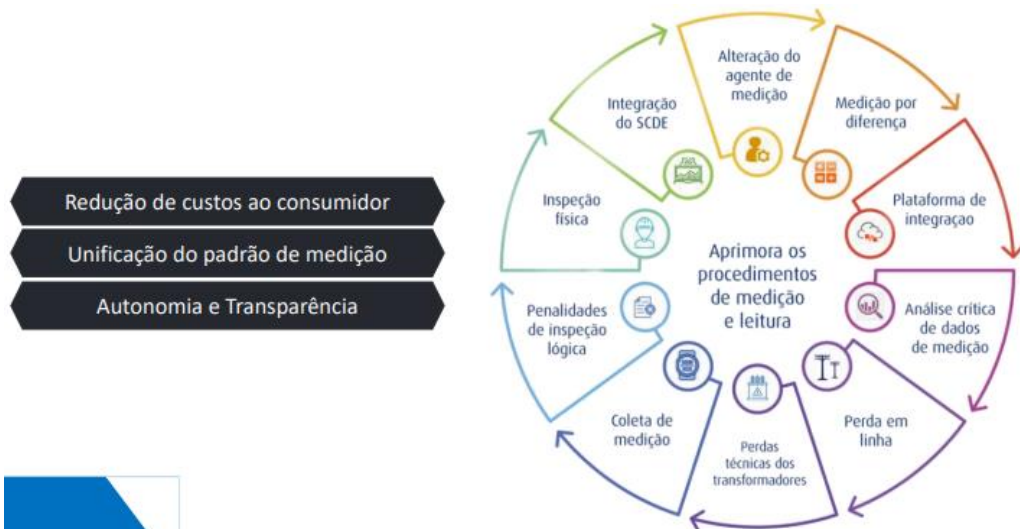 Redução de custos ao consumidor
Unificação do padrão de medição
Autonomia e Transparência
Alteração do
agente de
medição
Medição por
diferença
Plataforma de
integraçao
Análise crítica
de dados
de medição
Perda em
linha
Perdas
técnicas dos
transformadores
Coleta de
medição
Penalidades
de inspeção
lógica
Inspeção
física
Integração
do SCDE
Aprimora os
procedimentos
de medição
e leitura